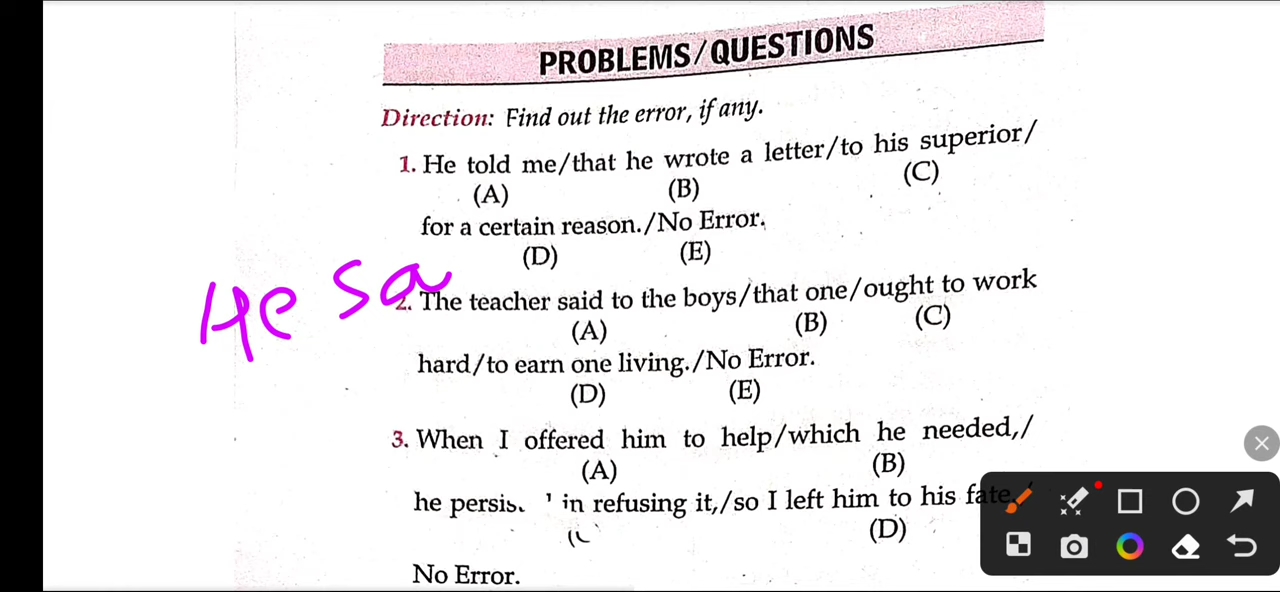 PROBLEMS/QUESTIONS
Direction: Find out the error, if any.
1. He told me/that he wrote a letter/to his superior/
(A) (B) (C)
for a certain reason./No Error.
(D) (E)
He sa
2. The teacher said to the boys/that one/ought to work
(A) (B) (C)
hard/to earn one living./No Error.
(D) (E)
3. When I offered him to help/which he needed,/
(A) (B)
he in refusing it,/so I left him to his fate
(D)
No Error.